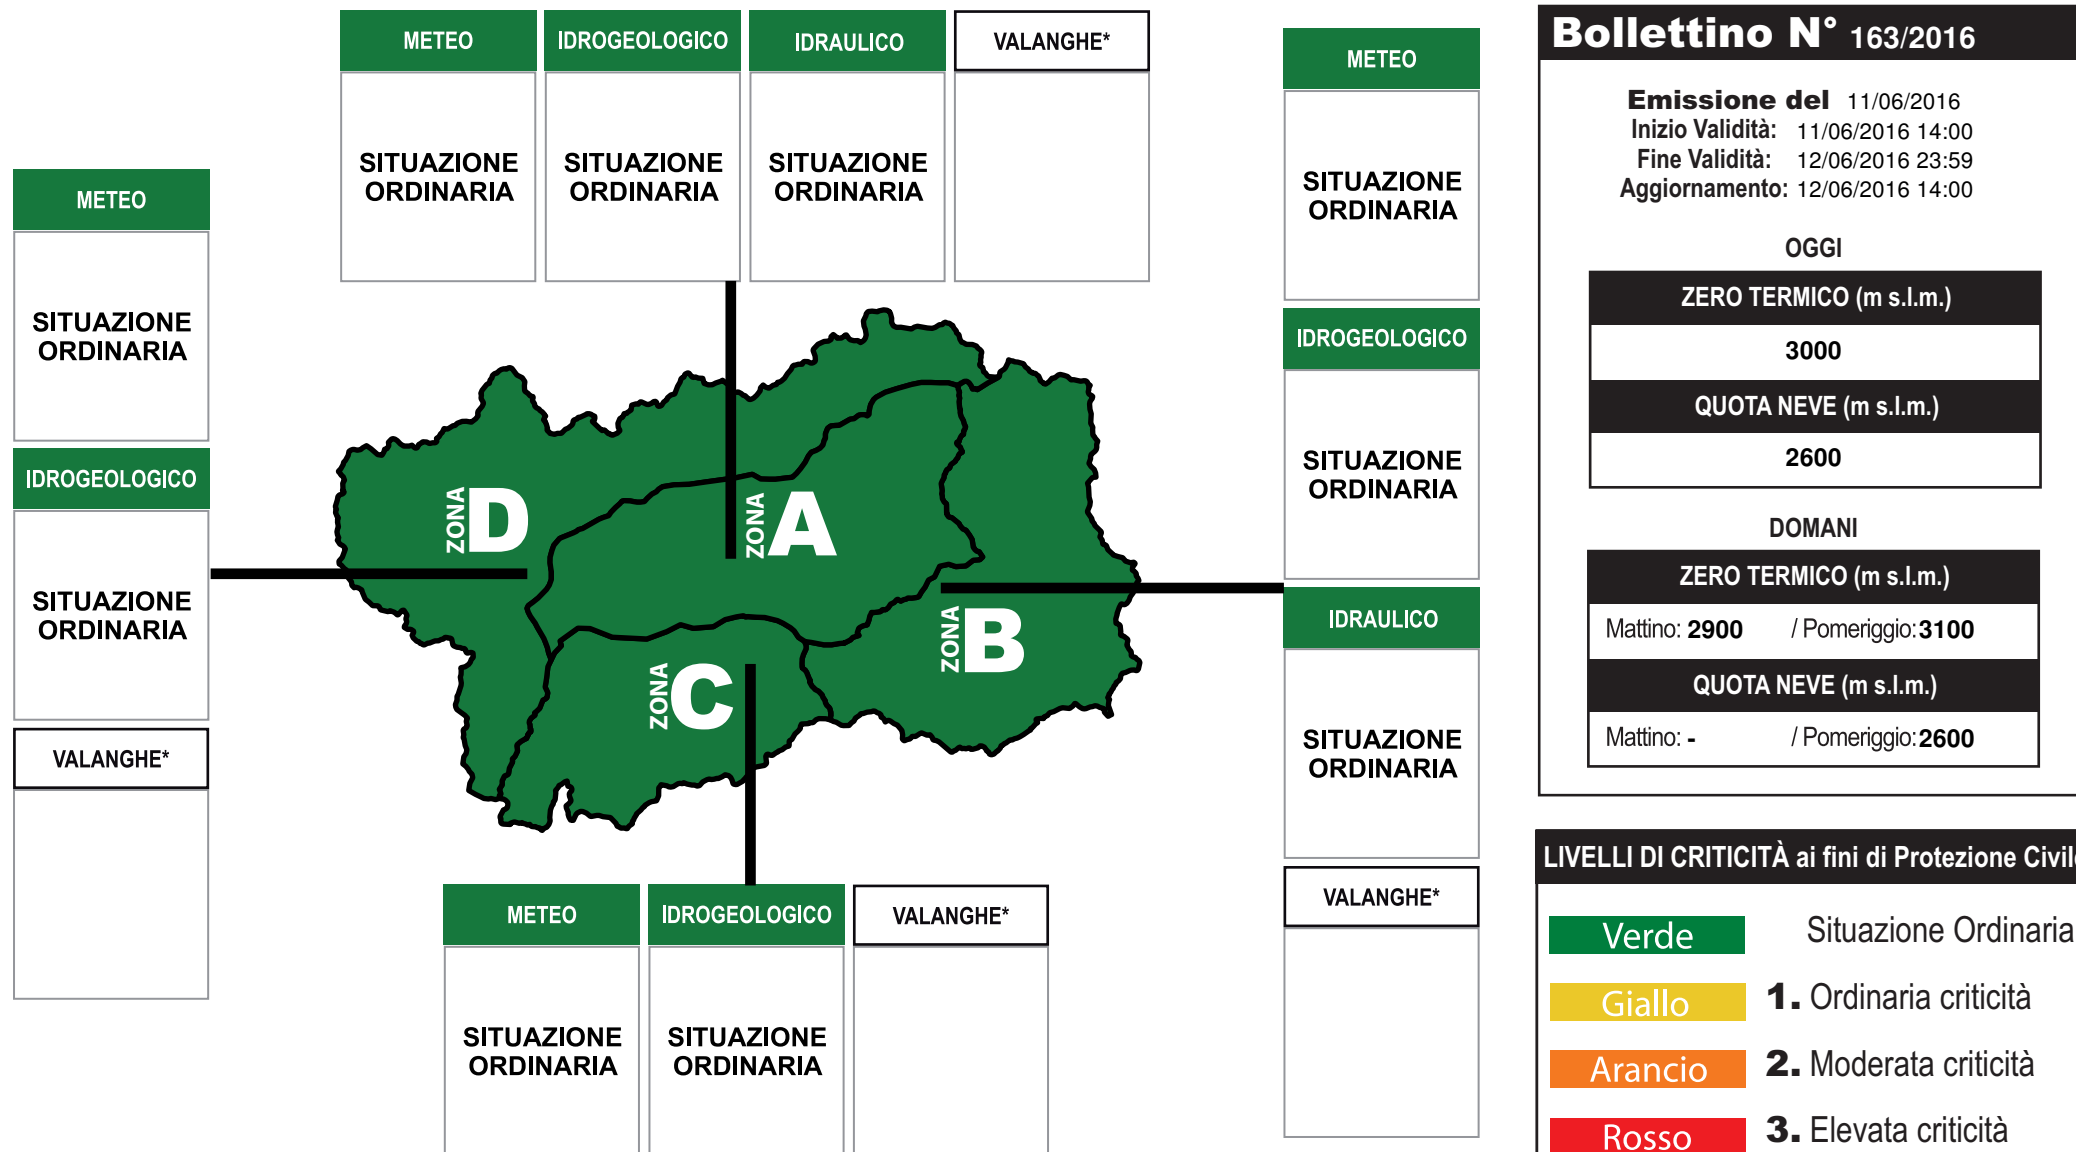 METEO IDROGEOLOGICO IDRAULICO VALANGHE*
SITUAZIONE ORDINARIA
SITUAZIONE ORDINARIA
SITUAZIONE ORDINARIA
METEO
SITUAZIONE
ORDINARIA
IDROGEOLOGICO
SITUAZIONE
ORDINARIA
VALANGHE*
ZONA D
ZONA A
ZONA B
ZONA C
METEO
SITUAZIONE
ORDINARIA
IDROGEOLOGICO
SITUAZIONE
ORDINARIA
IDRAULICO
SITUAZIONE
ORDINARIA
VALANGHE*
METEO IDROGEOLOGICO VALANGHE*
SITUAZIONE ORDINARIA
SITUAZIONE ORDINARIA
Bollettino N° 163/2016
Emissione del 11/06/2016
Inizio Validità: 11/06/2016 14:00
Fine Validità: 12/06/2016 23:59
Aggiornamento: 12/06/2016 14:00
OGGI
ZERO TERMICO (m s.l.m.)
3000
QUOTA NEVE (m s.l.m.)
2600
DOMANI
ZERO TERMICO (m s.l.m.)
Mattino: 2900 / Pomeriggio: 3100
QUOTA NEVE (m s.l.m.)
Mattino: - / Pomeriggio: 2600
LIVELLI DI CRITICITÀ ai fini di Protezione Civile
Verde Situazione Ordinaria
Giallo 1. Ordinaria criticità
Arancio 2. Moderata criticità
Rosso 3. Elevata criticità